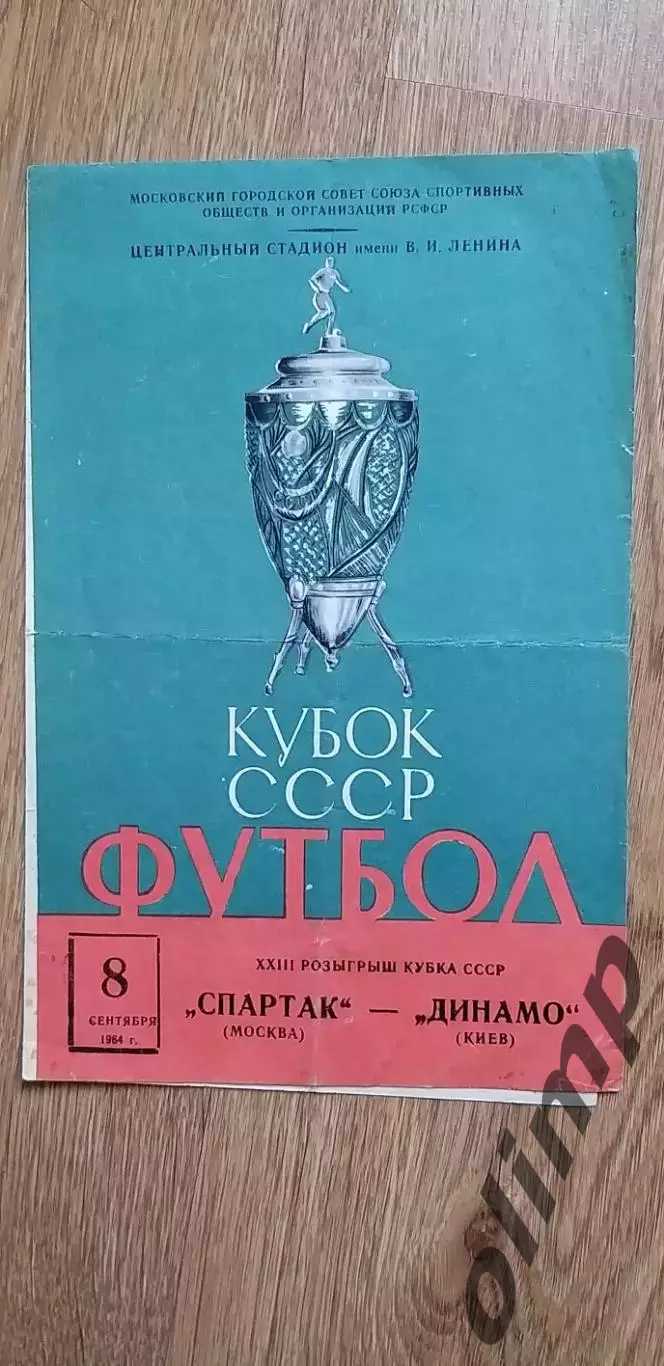 МОСКОВСКИЙ ГОРОДСКОЙ СОВЕТ СОЮЗА СПОРТИВНЫХ
ОБЩЕСТВ И ОРГАНИЗАЦИЙ РСФСР
ЦЕНТРАЛЬНЫЙ СТАДИОН имени В. И. ЛЕНИНА
КУБОК
СССР
ФУТБОЛ
8
СЕНТЯБРЯ
1964 г.
XXIII РОЗЫГРЫШ КУБКА СССР
„СПАРТАК“ — „ДИНАМО“
(МОСКВА) (КИЕВ)
olimp